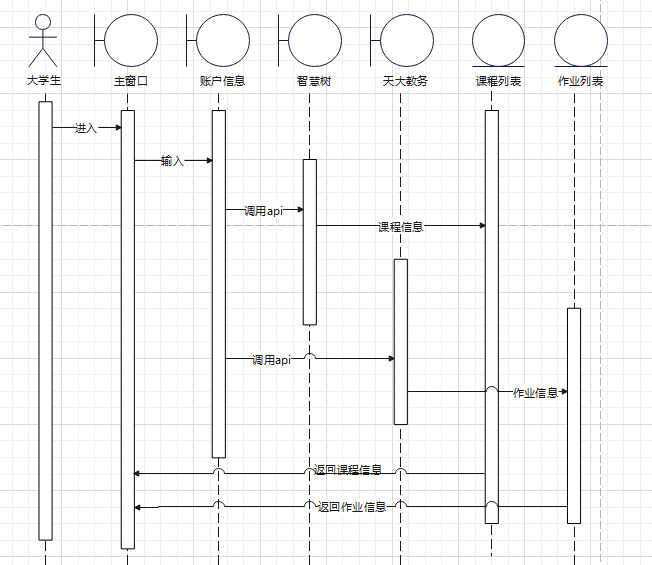 大学生
主窗口
账户信息
智慧树
天大教务
课程列表
作业列表
进入
输入
调用api
课程信息
调用api
作业信息
返回课程信息
返回作业信息